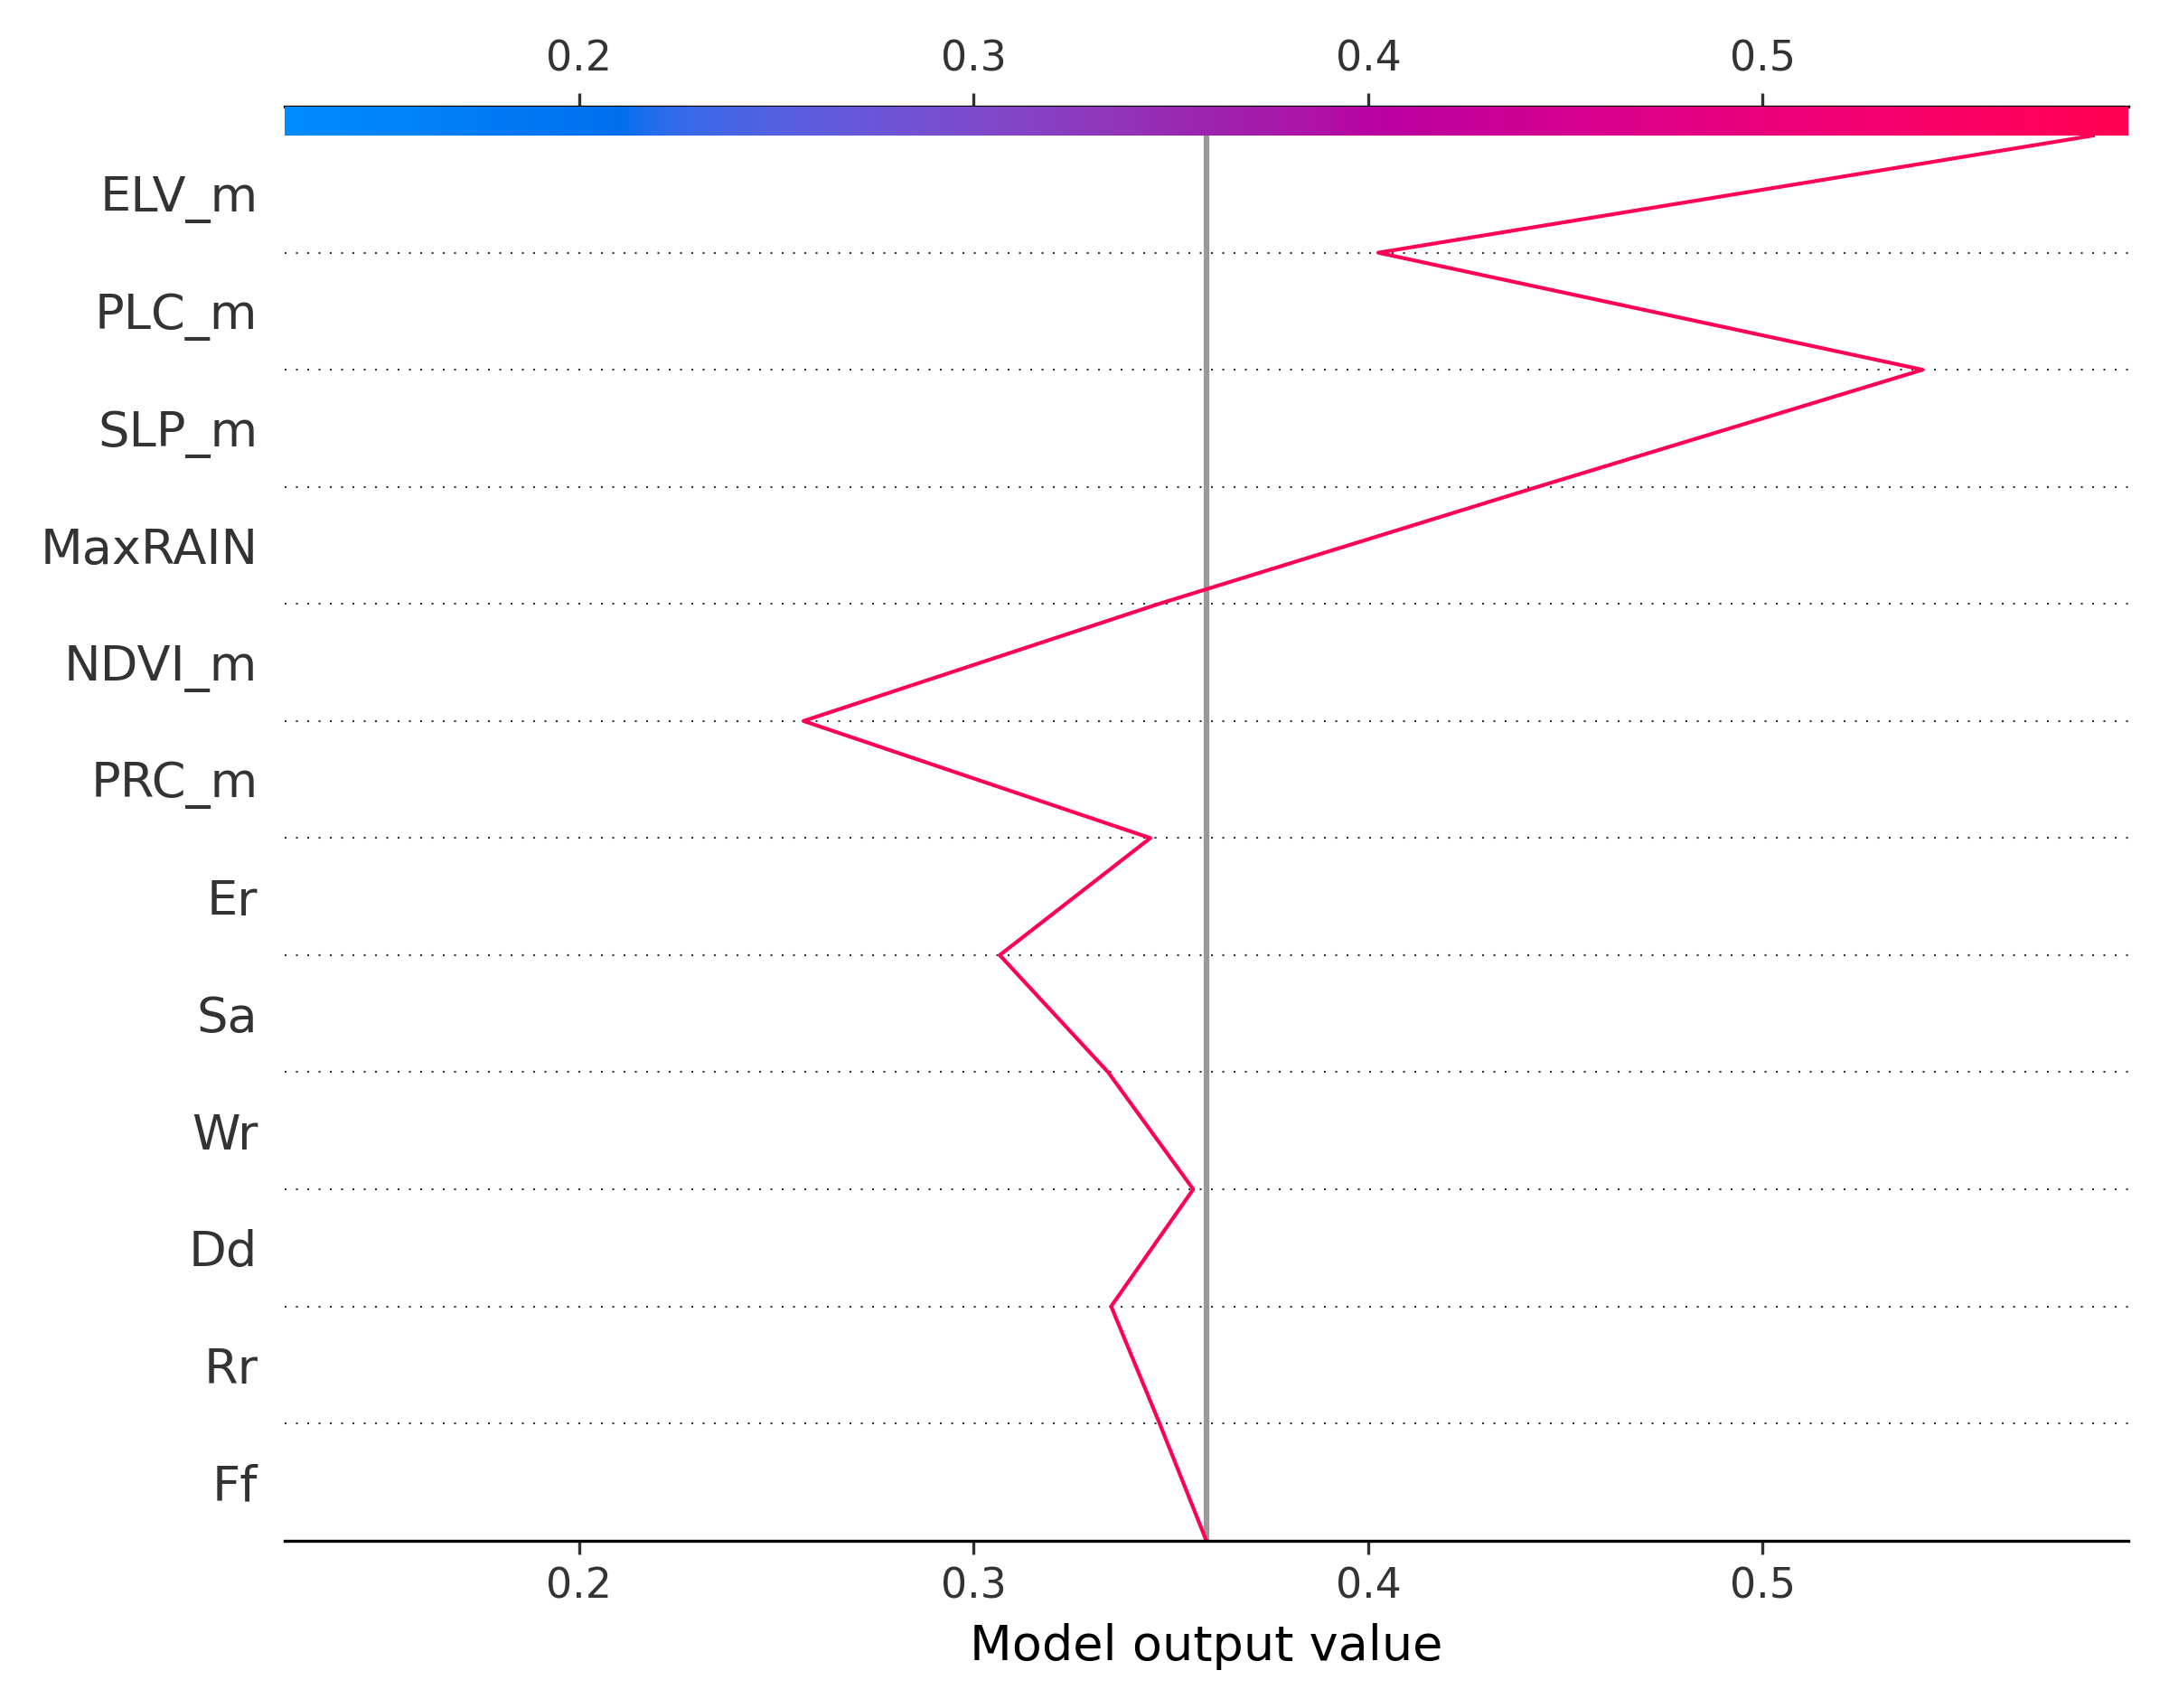 0.2 0.3 0.4 0.5
ELV_m
PLC_m
SLP_m
MaxRAIN
NDVI_m
PRC_m
Er
Sa
Wr
Dd
Rr
Ff
0.2 0.3 0.4 0.5
Model output value